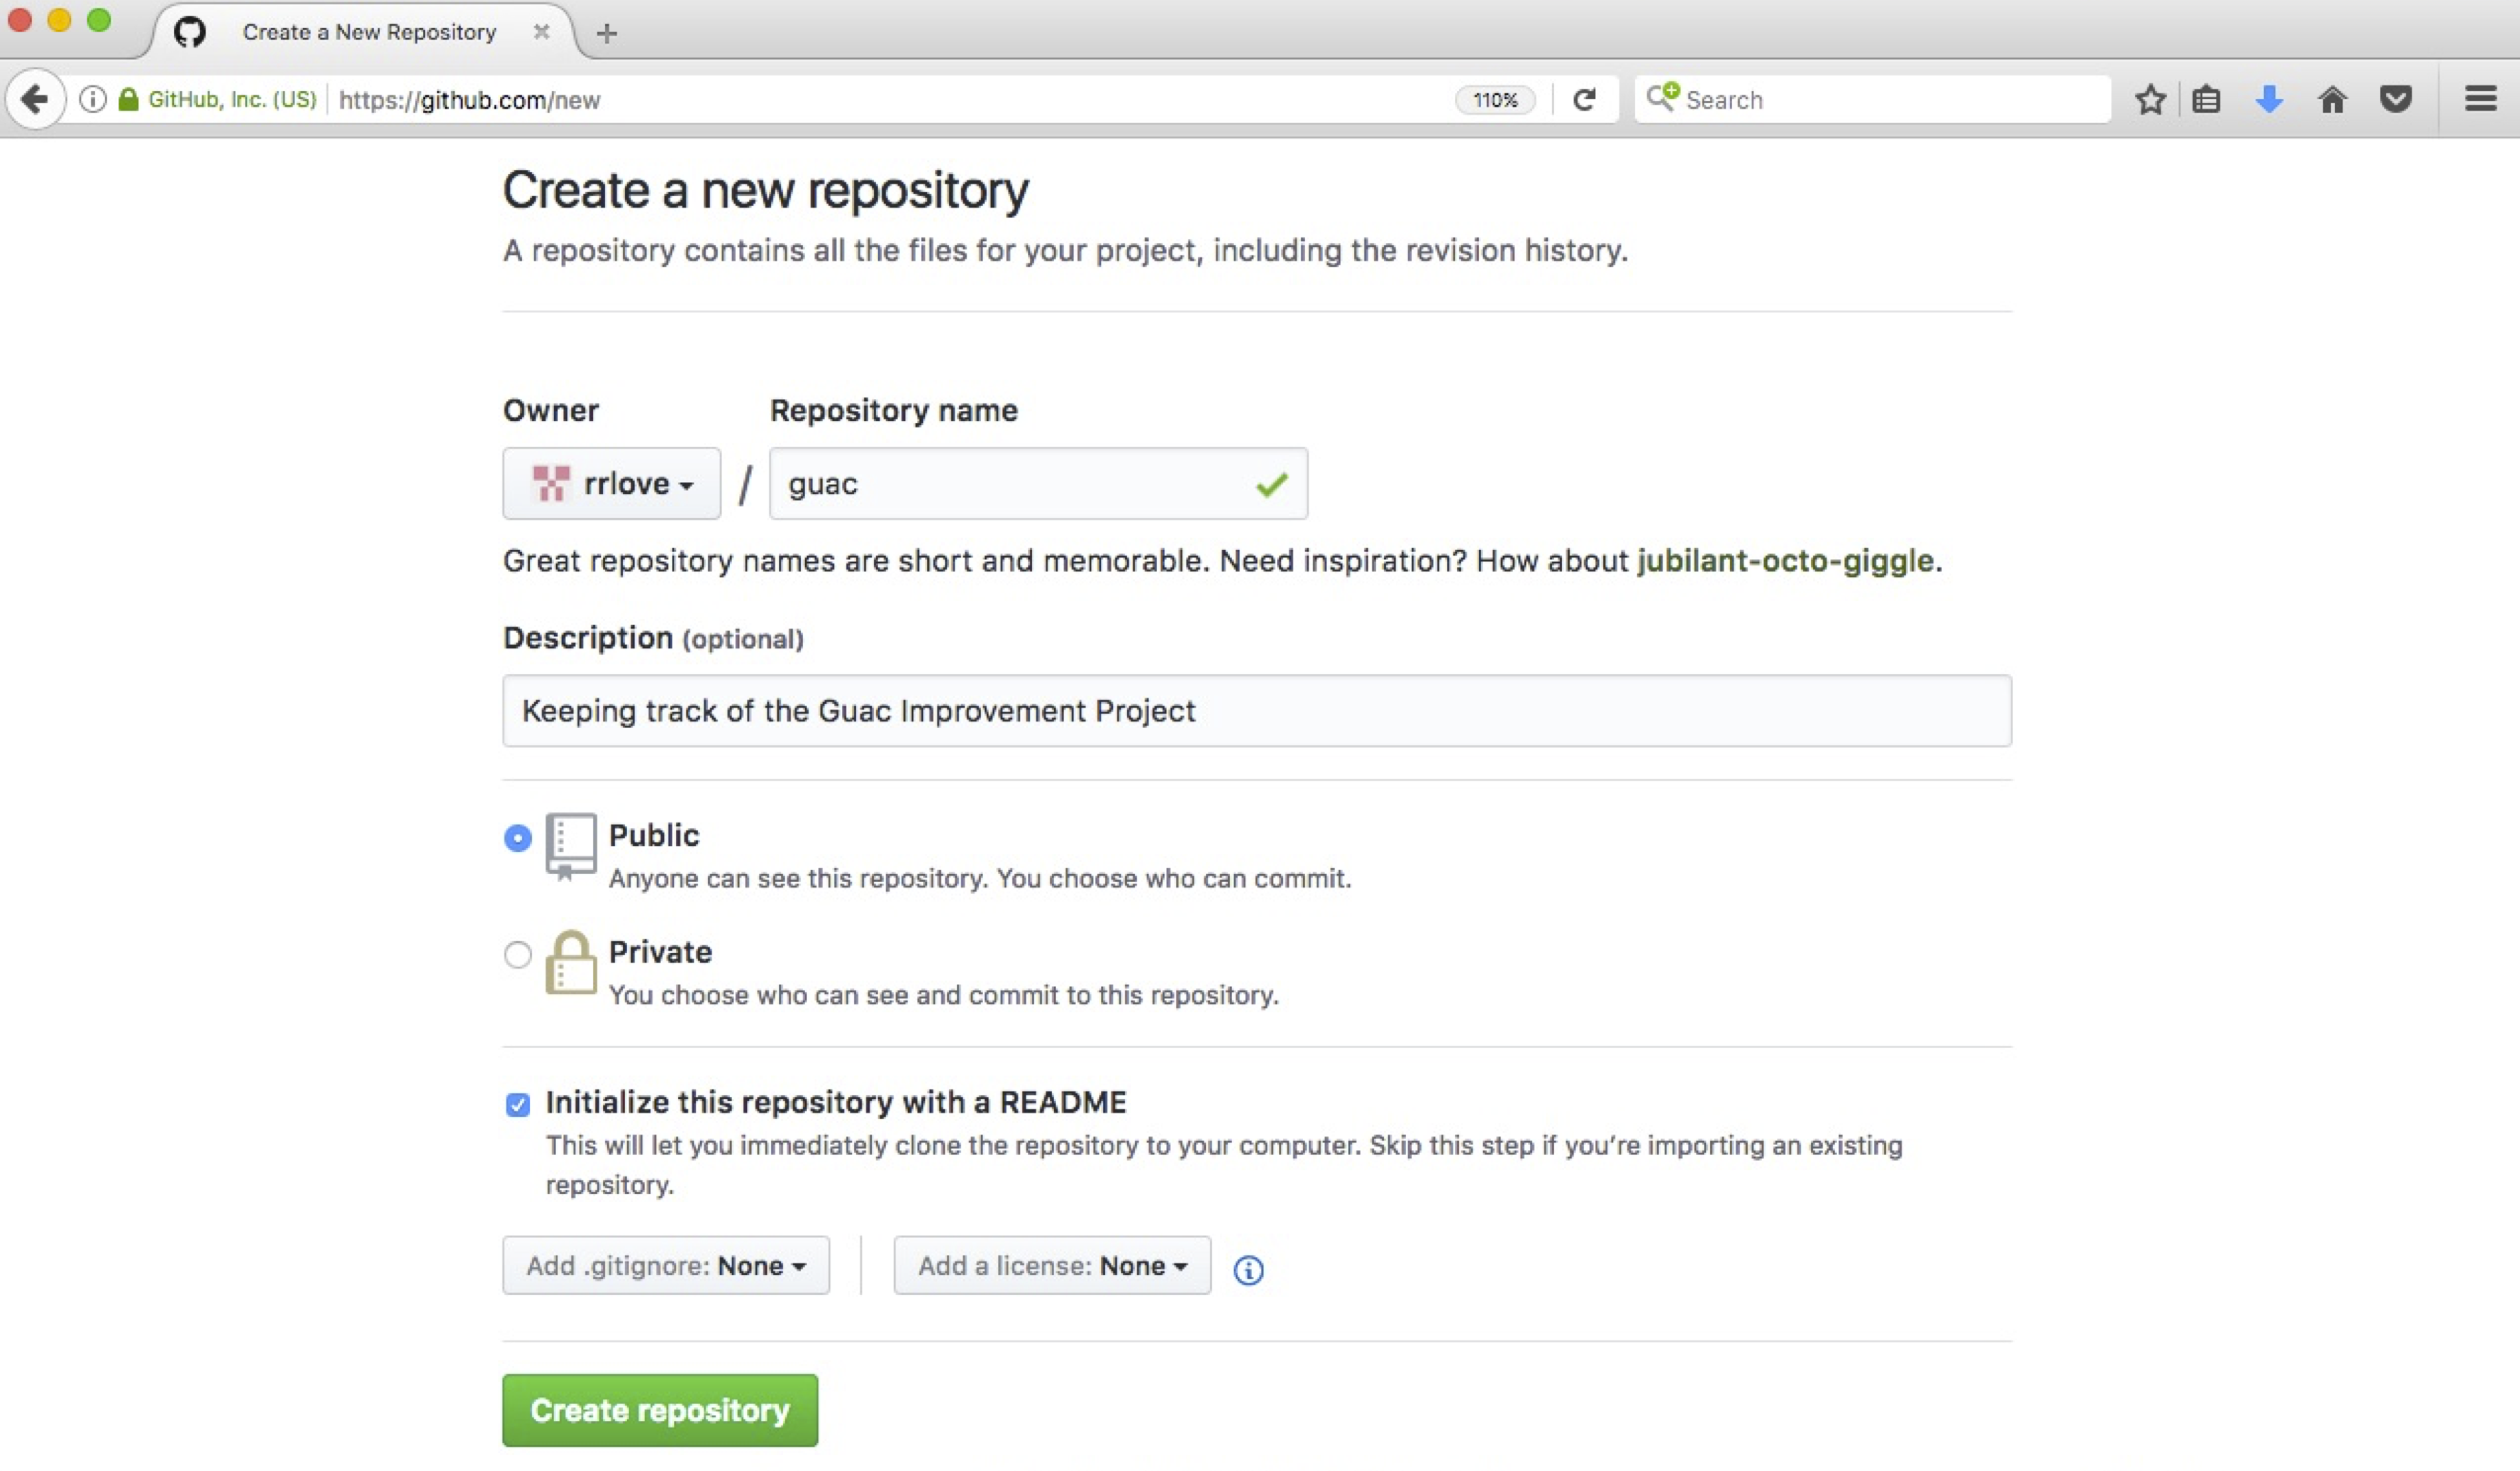 Create a New Repository
GitHub, Inc. (US) https://github.com/new 110% Search
Create a new repository
A repository contains all the files for your project, including the revision history.
Owner Repository name
rrlove / guac
Great repository names are short and memorable. Need inspiration? How about jubilant-octo-giggle.
Description (optional)
Keeping track of the Guac Improvement Project
Public
Anyone can see this repository. You choose who can commit.
Private
You choose who can see and commit to this repository.
Initialize this repository with a README
This will let you immediately clone the repository to your computer. Skip this step if you’re importing an existing
repository.
Add .gitignore: None Add a license: None
Create repository